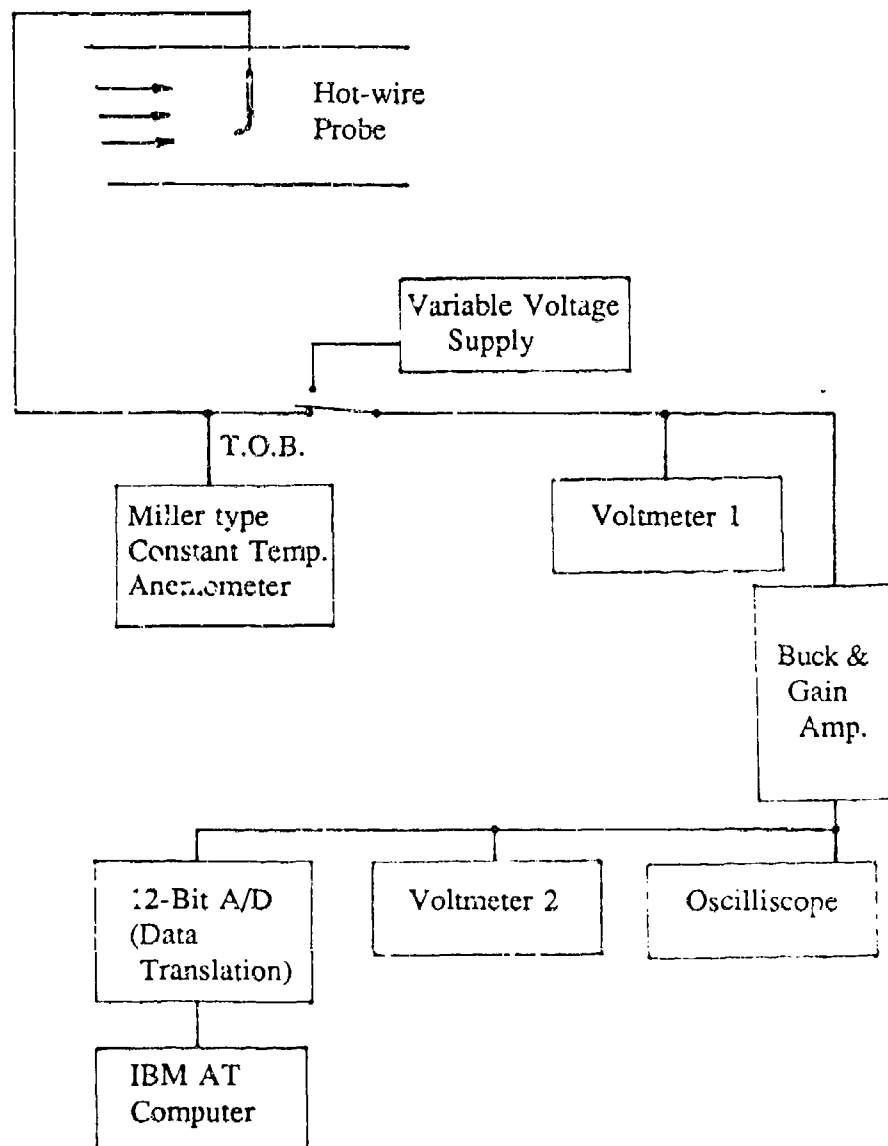 Hot-wire
Probe
Variable Voltage
Supply
T.O.B.
Miller type
Constant Temp.
Voltmeter 1
Buck &
Gain
Amp.
12-Bit A/D
(Data
Translation)
Voltmeter 2
Oscilliscope
IBM AT
Computer